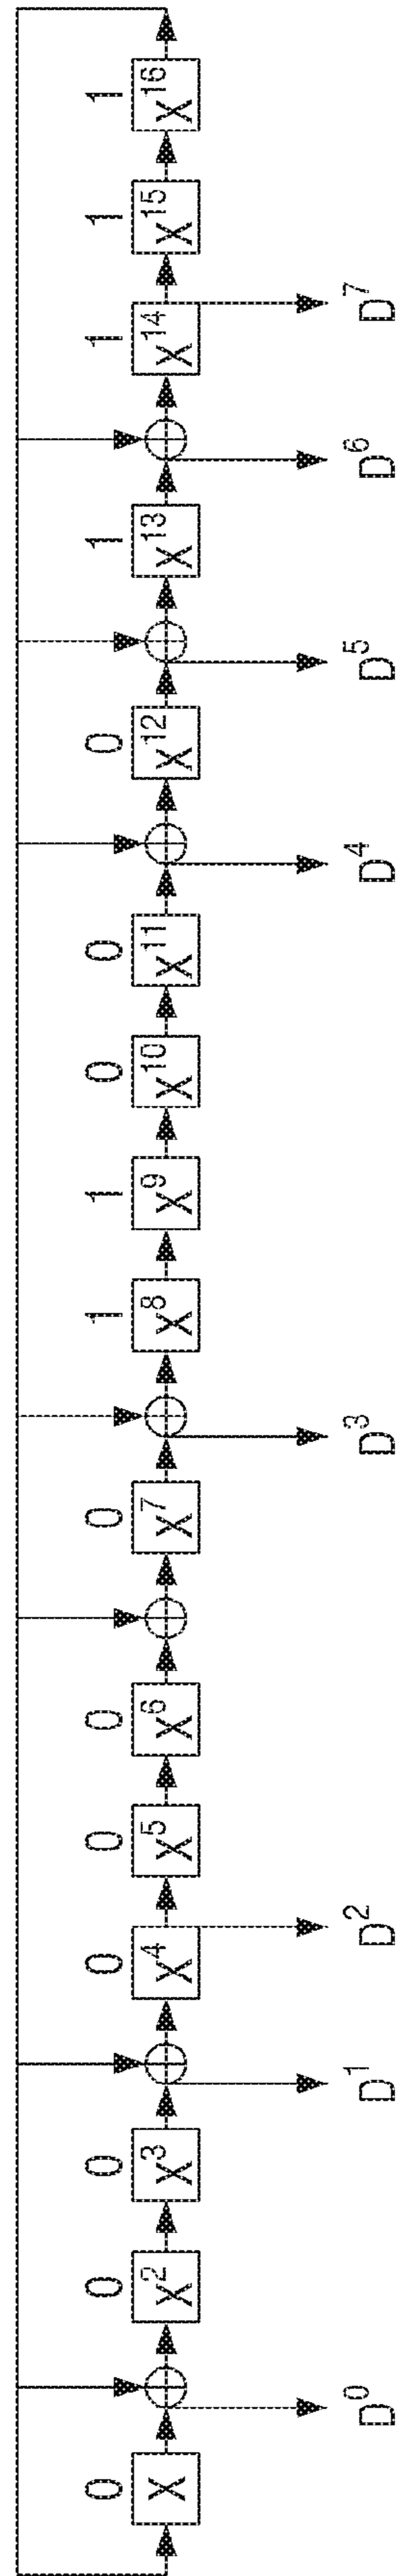 0 0 0 0 0 0 0 1 1 0 0 0 1 1 1 1
X X² X³ X⁴ X⁵ X⁶ X⁷ X⁸ X⁹ X¹⁰ X¹¹ X¹² X¹³ X¹⁴ X¹⁵ X¹⁶
D⁰ D¹ D² D³ D⁴ D⁵ D⁶ D⁷